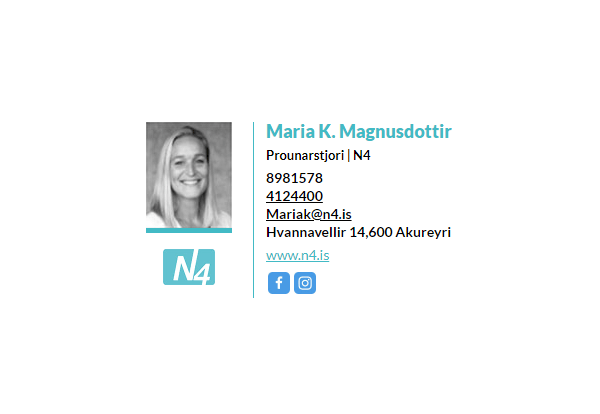 Maria K. Magnusdottir
Prounarstjori | N4
8981578
4124400
Mariak@n4.is
Hvannavellir 14,600 Akureyri
www.n4.is
N4